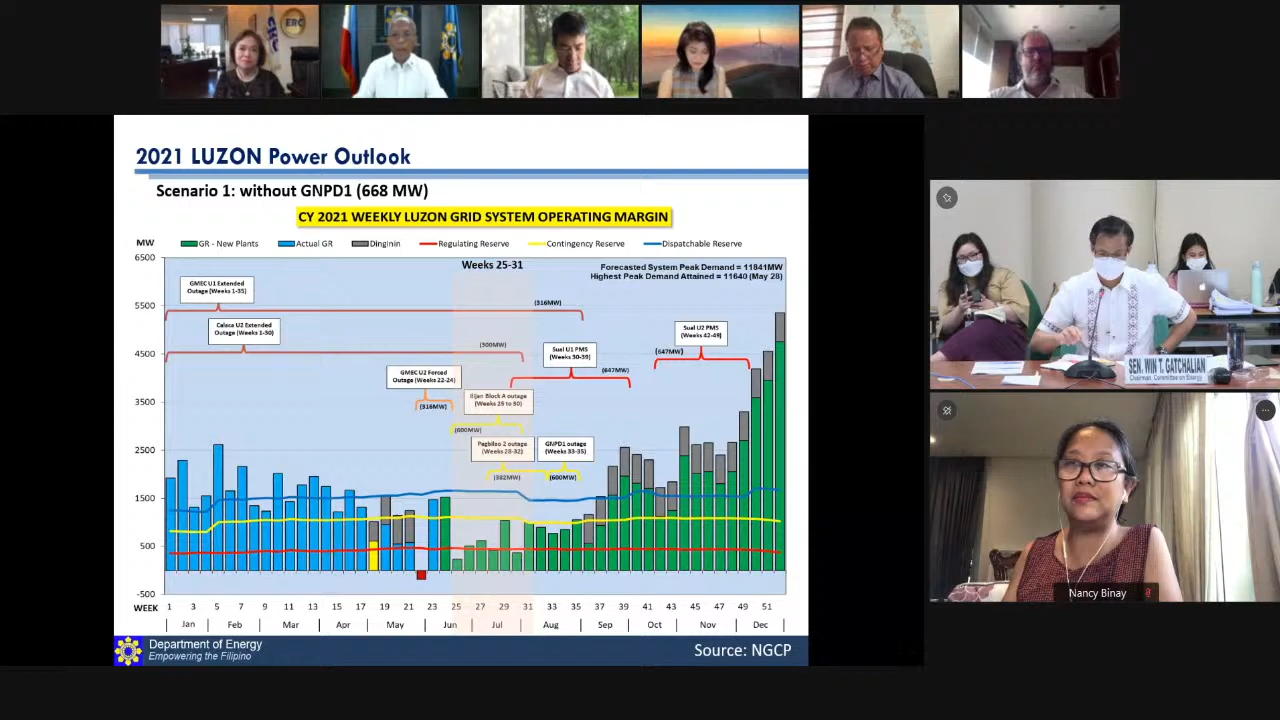 ERC
2021 LUZON Power Outlook
Scenario 1: without GNPD1 (668 MW)
CY 2021 WEEKLY LUZON GRID SYSTEM OPERATING MARGIN
MW
GR - New Plants
Actual GR
Dinginin
Regulating Reserve
Contingency Reserve
Dispatchable Reserve
6500
5500
4500
3500
2500
1500
500
-500
Weeks 25-31
Forecasted System Peak Demand = 11841MW
Highest Peak Demand Attained = 11640 (May 28)
GMEC U1 Extended
Outage (Weeks 1-35)
(316MW)
Calaca U2 Extended
Outage (Weeks 1-30)
(300MW)
Sual U1 PMS
(Weeks 30-39)
(647MW)
Sual U2 PMS
(Weeks 42-49)
(647MW)
GMEC U2 Forced
Outage (Weeks 22-24)
(316MW)
Ilijan Block A outage
(Weeks 25 to 30)
(600MW)
Pagbilao 2 outage
(Weeks 28-32)
(382MW)
GNPD1 outage
(Weeks 33-35)
(600MW)
WEEK 1 3 5 7 9 11 13 15 17 19 21 23 25 27 29 31 33 35 37 39 41 43 45 47 49 51
Jan Feb Mar Apr May Jun Jul Aug Sep Oct Nov Dec
Department of Energy
Empowering the Filipino
Source: NGCP
SEN. WIN T. GATCHALIAN
Chairman, Committee on Energy
Nancy Binay